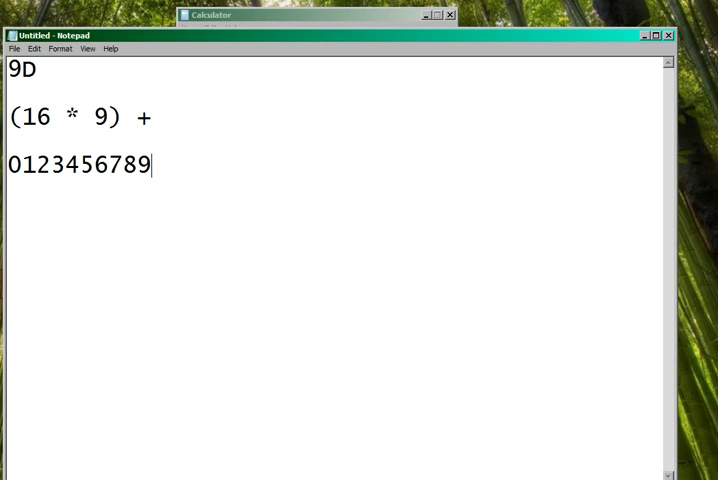 Calculator
Untitled - Notepad
File Edit Format View Help
9D
(16 * 9) +
0123456789